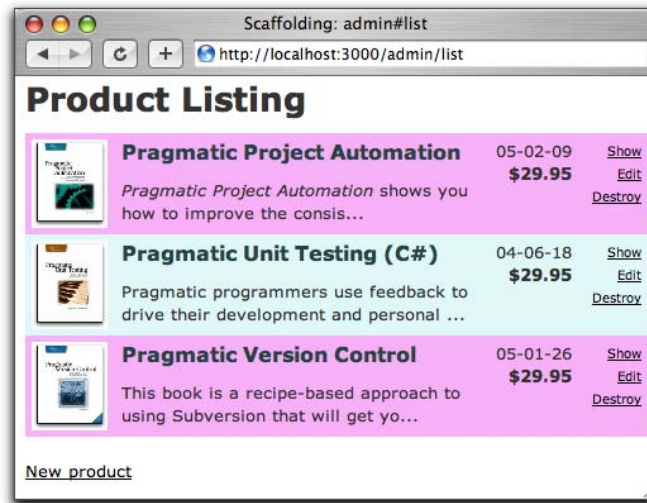 Scaffolding: admin#list
http://localhost:3000/admin/list
Product Listing
Pragmatic Project Automation
05-02-09
Show
Pragmatic Project Automation shows you
$29.95
Edit
how to improve the consis...
Destroy
Pragmatic Unit Testing (C#)
04-06-18
Show
Pragmatic programmers use feedback to
$29.95
Edit
drive their development and personal ...
Destroy
Pragmatic Version Control
05-01-26
Show
This book is a recipe-based approach to
$29.95
Edit
using Subversion that will get yo...
Destroy
New product